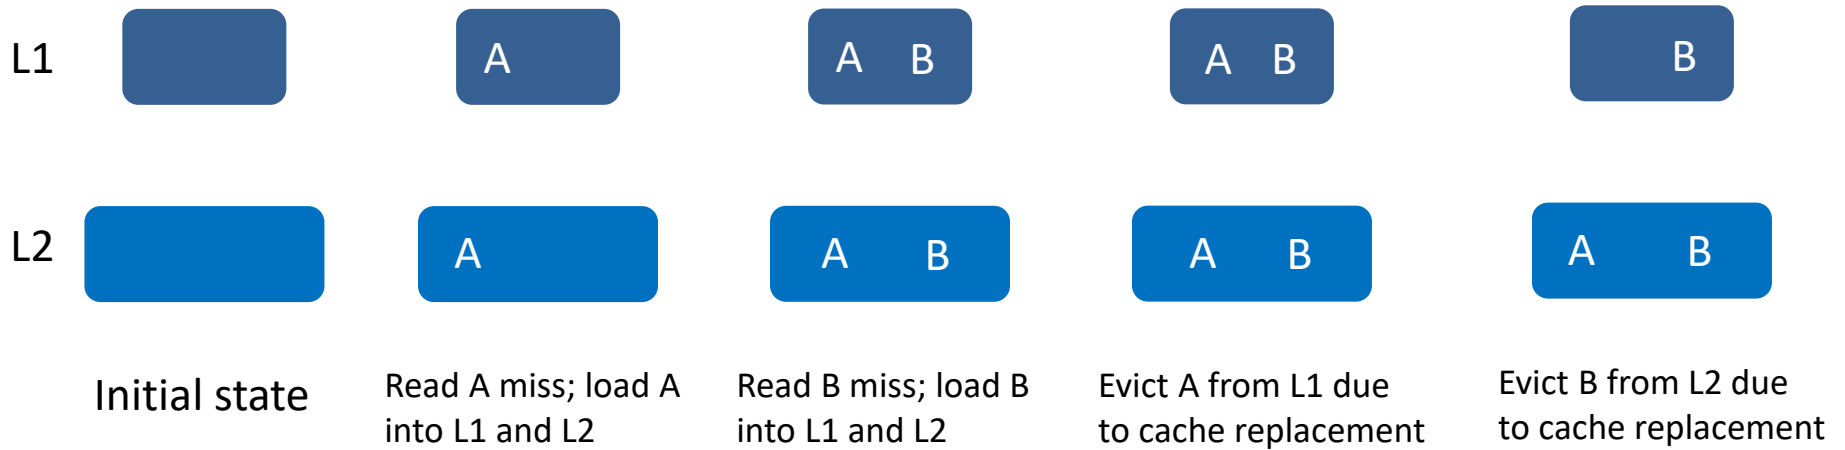 L1
A
A B
A B
B
L2
A
A B
A B
A B
Initial state
Read A miss; load A
into L1 and L2
Read B miss; load B
into L1 and L2
Evict A from L1 due
to cache replacement
Evict B from L2 due
to cache replacement